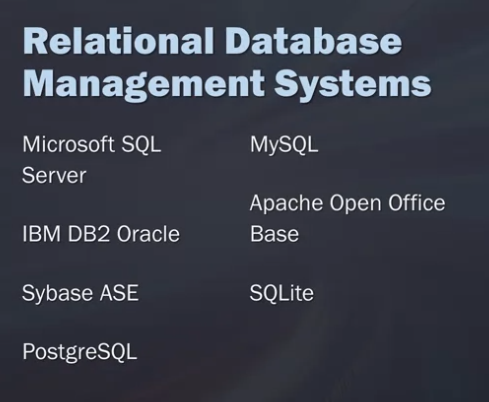 Relational Database
Management Systems
Microsoft SQL
Server
IBM DB2 Oracle
Sybase ASE
PostgreSQL
MySQL
Apache Open Office
Base
SQLite